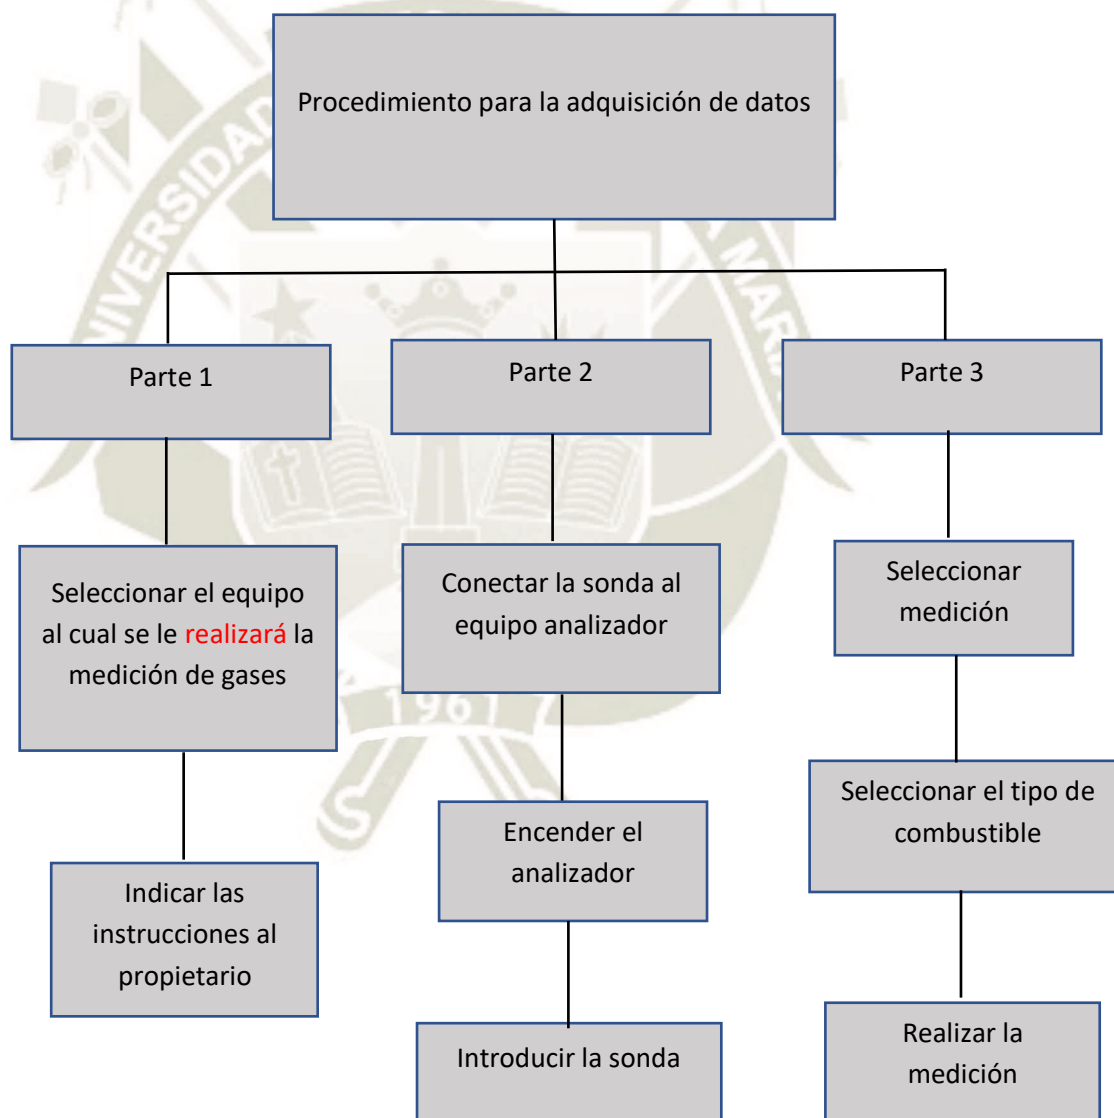 Procedimiento para la adquisición de datos
Parte 1
Parte 2
Parte 3
Seleccionar el equipo
al cual se le realizará la
medición de gases
Indicar las
instrucciones al
propietario
Conectar la sonda al
equipo analizador
Encender el
analizador
Introducir la sonda
Seleccionar
medición
Seleccionar el tipo de
combustible
Realizar la
medición
1961